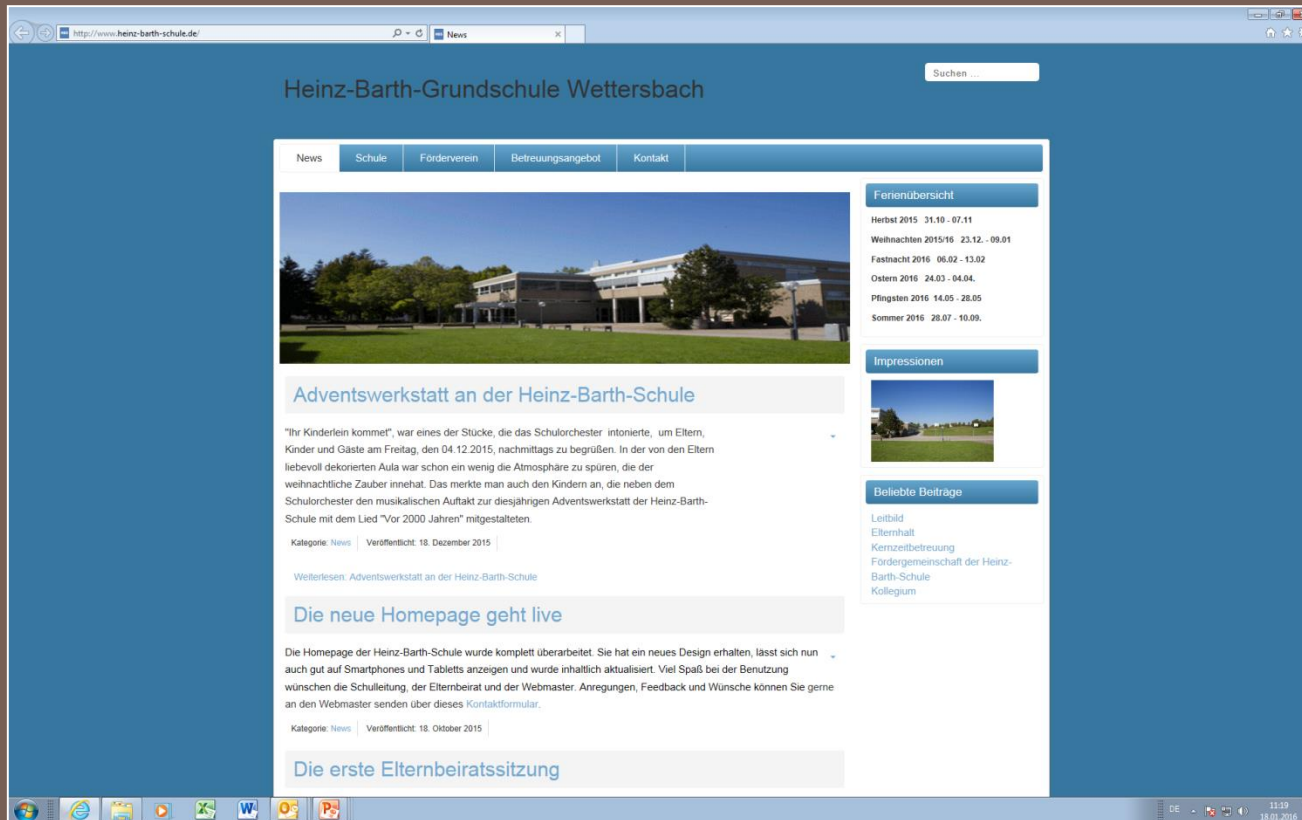 http://www.heinz-barth-schule.de/
News
Suchen ...
Heinz-Barth-Grundschule Wettersbach
News Schule Förderverein Betreuungsangebot Kontakt
Adventswerkstatt an der Heinz-Barth-Schule
"Ihr Kinderlein kommet", war eines der Stücke, die das Schulorchester intonierte, um Eltern,
Kinder und Gäste am Freitag, den 04.12.2015, nachmittags zu begrüßen. In der von den Eltern
liebevoll dekorierten Aula war schon ein wenig die Atmosphäre zu spüren, die der
weihnachtliche Zauber innehat. Das merkte man auch den Kindern an, die neben dem
Schulorchester den musikalischen Auftakt zur diesjährigen Adventswerkstatt der Heinz-Barth-
Schule mit dem Lied "Vor 2000 Jahren" mitgestalteten.
Kategorie: News Veröffentlicht: 18. Dezember 2015
Weiterlesen: Adventswerkstatt an der Heinz-Barth-Schule
Die neue Homepage geht live
Die Homepage der Heinz-Barth-Schule wurde komplett überarbeitet. Sie hat ein neues Design erhalten, lässt sich nun
auch gut auf Smartphones und Tabletts anzeigen und wurde inhaltlich aktualisiert. Viel Spaß bei der Benutzung
wünschen die Schulleitung, der Elternbeirat und der Webmaster. Anregungen, Feedback und Wünsche können Sie gerne
an den Webmaster senden über dieses Kontaktformular.
Kategorie: News Veröffentlicht: 18. Oktober 2015
Die erste Elternbeiratssitzung
Ferienübersicht
Herbst 2015 31.10 - 07.11
Weihnachten 2015/16 23.12. - 09.01
Fastnacht 2016 06.02 - 13.02
Ostern 2016 24.03 - 04.04.
Pfingsten 2016 14.05 - 28.05
Sommer 2016 28.07 - 10.09.
Impressionen
Beliebte Beiträge
Leitbild
Elternhalt
Kernzeitbetreuung
Fördergemeinschaft der Heinz-
Barth-Schule
Kollegium
DE
11:19
18.01.2016